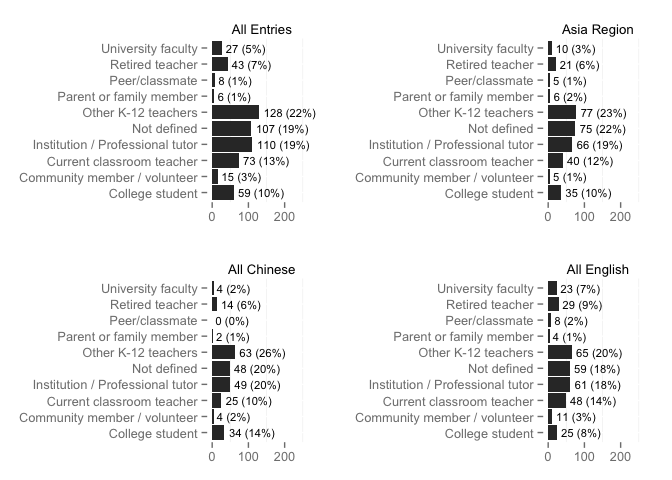 All Entries
University faculty 27 (5%)
Retired teacher 43 (7%)
Peer/classmate 8 (1%)
Parent or family member 6 (1%)
Other K-12 teachers 128 (22%)
Not defined 107 (19%)
Institution / Professional tutor 110 (19%)
Current classroom teacher 73 (13%)
Community member / volunteer 15 (3%)
College student 59 (10%)
0 100 200
Asia Region
University faculty 10 (3%)
Retired teacher 21 (6%)
Peer/classmate 5 (1%)
Parent or family member 6 (2%)
Other K-12 teachers 77 (23%)
Not defined 75 (22%)
Institution / Professional tutor 66 (19%)
Current classroom teacher 40 (12%)
Community member / volunteer 5 (1%)
College student 35 (10%)
0 100 200
All Chinese
University faculty 4 (2%)
Retired teacher 14 (6%)
Peer/classmate 0 (0%)
Parent or family member 2 (1%)
Other K-12 teachers 63 (26%)
Not defined 48 (20%)
Institution / Professional tutor 49 (20%)
Current classroom teacher 25 (10%)
Community member / volunteer 4 (2%)
College student 34 (14%)
0 100 200
All English
University faculty 23 (7%)
Retired teacher 29 (9%)
Peer/classmate 8 (2%)
Parent or family member 4 (1%)
Other K-12 teachers 65 (20%)
Not defined 59 (18%)
Institution / Professional tutor 61 (18%)
Current classroom teacher 48 (14%)
Community member / volunteer 11 (3%)
College student 25 (8%)
0 100 200